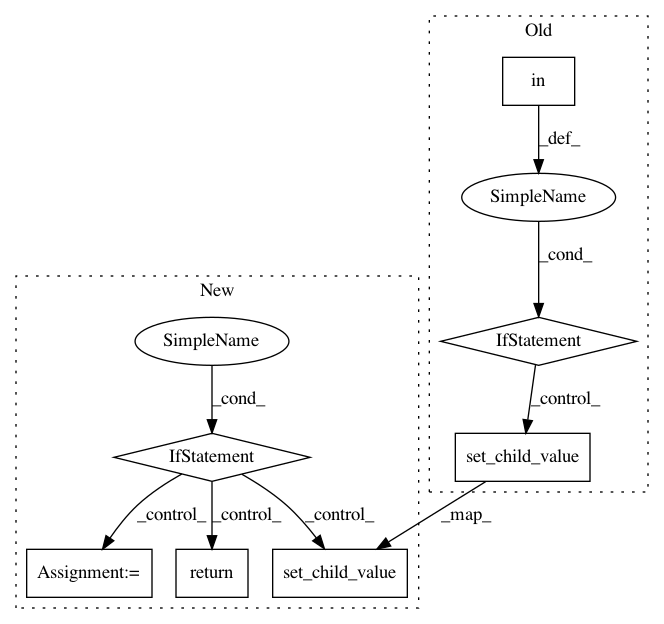 Old
in
_def_
SimpleName
_cond_
IfStatement
_control_
set_child_value
_map_
New
SimpleName
_cond_
IfStatement
_control_ _control_ _control_
Assignment:= return set_child_value